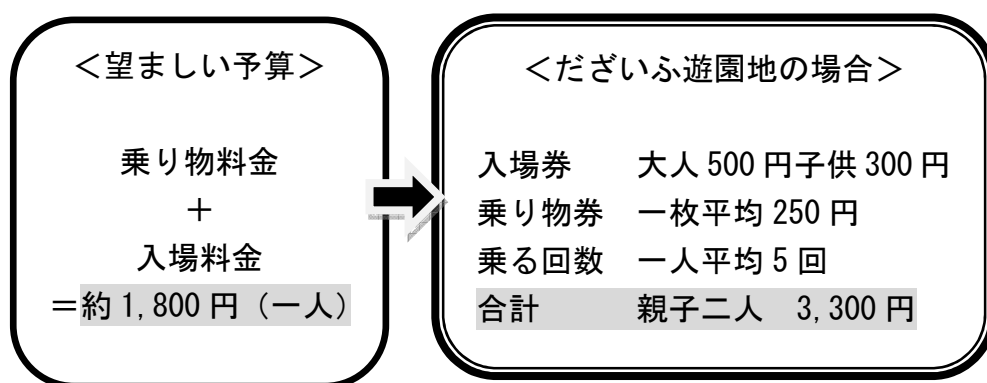 ＜望ましい予算＞
乗り物料金
＋
入場料金
＝約1,800円（一人）
＜だざいふ遊園地の場合＞
入場券　大人500円子供300円
乗り物券　一枚平均250円
乗る回数　一人平均5回
合計　親子二人　3,300円